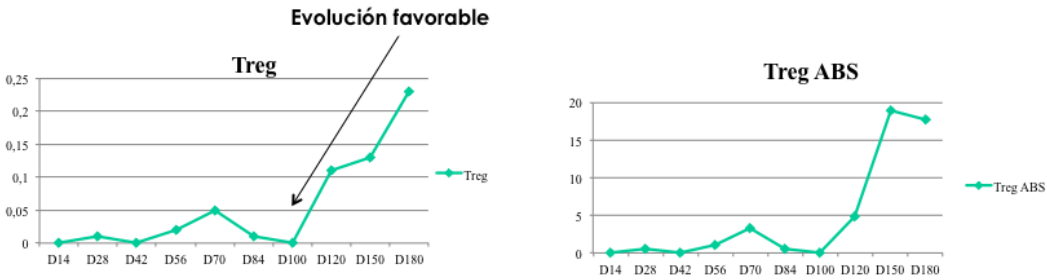 Evolución favorable
Treg
0,25
0,2
0,15
0,1
0,05
0
D14 D28 D42 D56 D70 D84 D100 D120 D150 D180
Treg
Treg ABS
20
15
10
5
0
D14 D28 D42 D56 D70 D84 D100 D120 D150 D180
Treg ABS